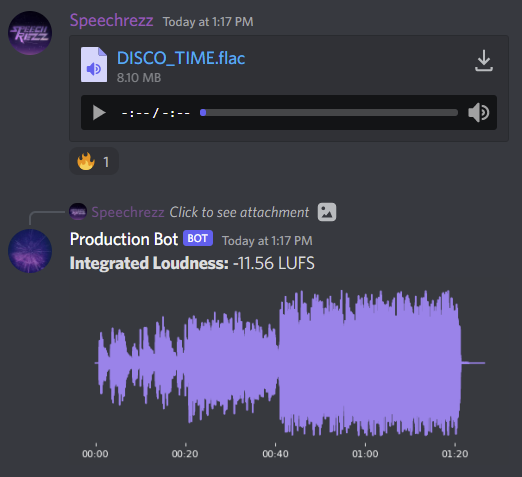 SPEECH
REZZ
Speechrezz Today at 1:17 PM
DISCO_TIME.flac
8.10 MB
-:-- / -:--
🔥 1
Speechrezz Click to see attachment
Production Bot BOT Today at 1:17 PM
Integrated Loudness: -11.56 LUFS
00:00 00:20 00:40 01:00 01:20